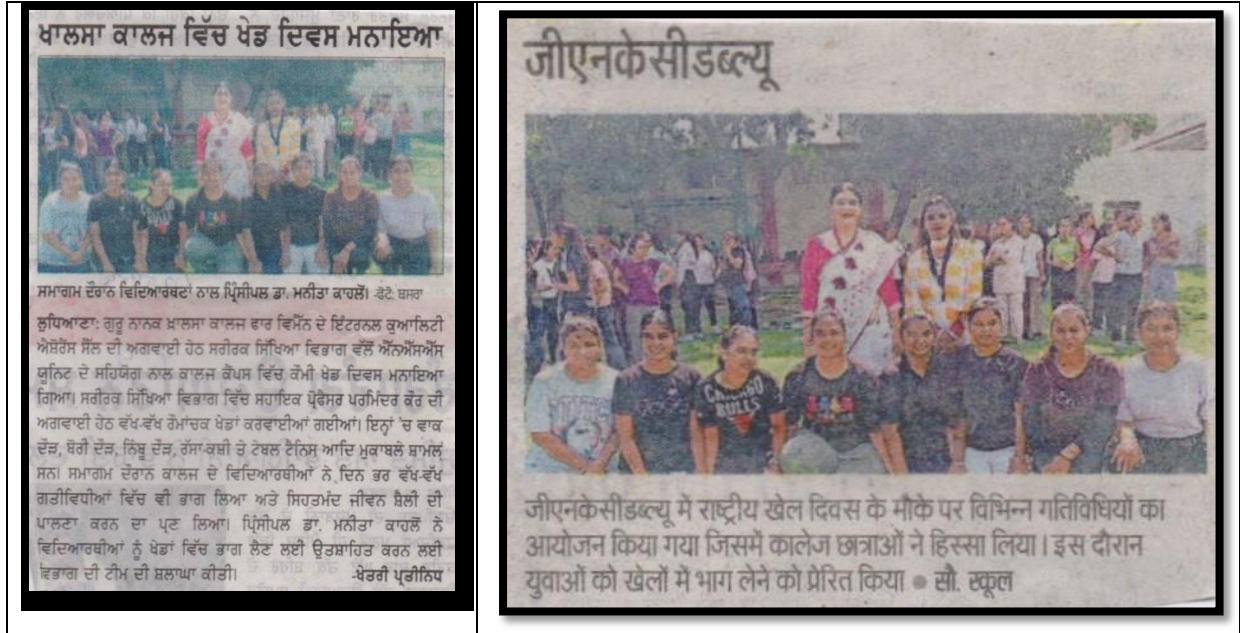 ਖਾਲਸਾ ਕਾਲਜ ਵਿੱਚ ਖੇਡ ਦਿਵਸ ਮਨਾਇਆ
ਸਮਾਗਮ ਦੌਰਾਨ ਵਿਦਿਆਰਥਣਾਂ ਨਾਲ ਪ੍ਰਿੰਸੀਪਲ ਡਾ. ਮਨੀਤਾ ਕਾਹਲੋਂ। -ਫੋਟੋ: ਬਸਰਾ
ਲੁਧਿਆਣਾ: ਗੁਰੂ ਨਾਨਕ ਖ਼ਾਲਸਾ ਕਾਲਜ ਫਾਰ ਵਿਮੈੱਨ ਦੇ ਇੰਟਰਨਲ ਕੁਆਲਿਟੀ
ਐਸ਼ੋਰੈਂਸ ਸੈੱਲ ਦੀ ਅਗਵਾਈ ਹੇਠ ਸਰੀਰਕ ਸਿੱਖਿਆ ਵਿਭਾਗ ਵੱਲੋਂ ਐੱਨਐੱਸਐੱਸ
ਯੂਨਿਟ ਦੇ ਸਹਿਯੋਗ ਨਾਲ ਕਾਲਜ ਕੈਂਪਸ ਵਿੱਚ ਕੌਮੀ ਖੇਡ ਦਿਵਸ ਮਨਾਇਆ
ਗਿਆ। ਸਰੀਰਕ ਸਿੱਖਿਆ ਵਿਭਾਗ ਵਿੱਚ ਸਹਾਇਕ ਪ੍ਰੋਫੈਸਰ ਪਰਮਿੰਦਰ ਕੌਰ ਦੀ
ਅਗਵਾਈ ਹੇਠ ਵੱਖ-ਵੱਖ ਰੌਮਾਂਚਕ ਖੇਡਾਂ ਕਰਵਾਈਆਂ ਗਈਆਂ। ਇਨ੍ਹਾਂ 'ਚ ਵਾਕ
ਦੌੜ, ਬੋਰੀ ਦੌੜ, ਨਿੰਬੂ ਦੌੜ, ਰੱਸਾ-ਕਸ਼ੀ ਤੇ ਟੇਬਲ ਟੈਨਿਸ ਆਦਿ ਮੁਕਾਬਲੇ ਸ਼ਾਮਲ
ਸਨ। ਸਮਾਗਮ ਦੌਰਾਨ ਕਾਲਜ ਦੇ ਵਿਦਿਆਰਥੀਆਂ ਨੇ ਦਿਨ ਭਰ ਵੱਖ-ਵੱਖ
ਗਤੀਵਿਧੀਆਂ ਵਿੱਚ ਵੀ ਭਾਗ ਲਿਆ ਅਤੇ ਸਿਹਤਮੰਦ ਜੀਵਨ ਸ਼ੈਲੀ ਦੀ
ਪਾਲਣਾ ਕਰਨ ਦਾ ਪ੍ਰਣ ਲਿਆ। ਪ੍ਰਿੰਸੀਪਲ ਡਾ. ਮਨੀਤਾ ਕਾਹਲੋਂ ਨੇ
ਵਿਦਿਆਰਥੀਆਂ ਨੂੰ ਖੇਡਾਂ ਵਿੱਚ ਭਾਗ ਲੈਣ ਲਈ ਉਤਸ਼ਾਹਿਤ ਕਰਨ ਲਈ
ਵਿਭਾਗ ਦੀ ਟੀਮ ਦੀ ਸ਼ਲਾਘਾ ਕੀਤੀ। -ਖੇਤਰੀ ਪ੍ਰਤੀਨਿਧ
जीएनकेसीडब्ल्यू
CHICAGO
BULLS
जीएनकेसीडब्ल्यू में राष्ट्रीय खेल दिवस के मौके पर विभिन्न गतिविधियों का
आयोजन किया गया जिसमें कालेज छात्राओं ने हिस्सा लिया। इस दौरान
युवाओं को खेलों में भाग लेने को प्रेरित किया ● सौ. स्कूल